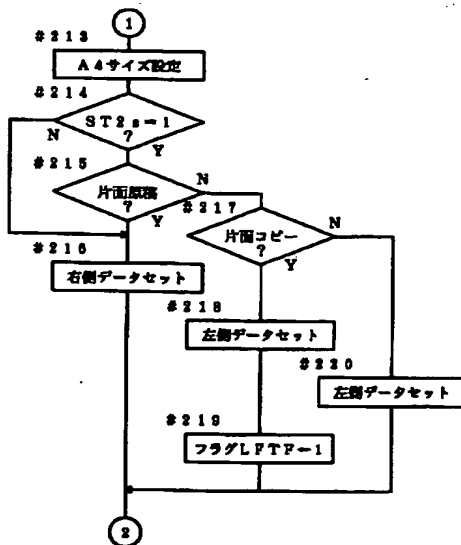 1
#213
A4サイズ設定
#214
ST2s=1
?
N
Y
#215
片面原稿
?
N
Y
#216
右側データセット
#217
片面コピー
?
N
Y
#218
左側データセット
#220
左側データセット
#219
フラグLFTF←1
2